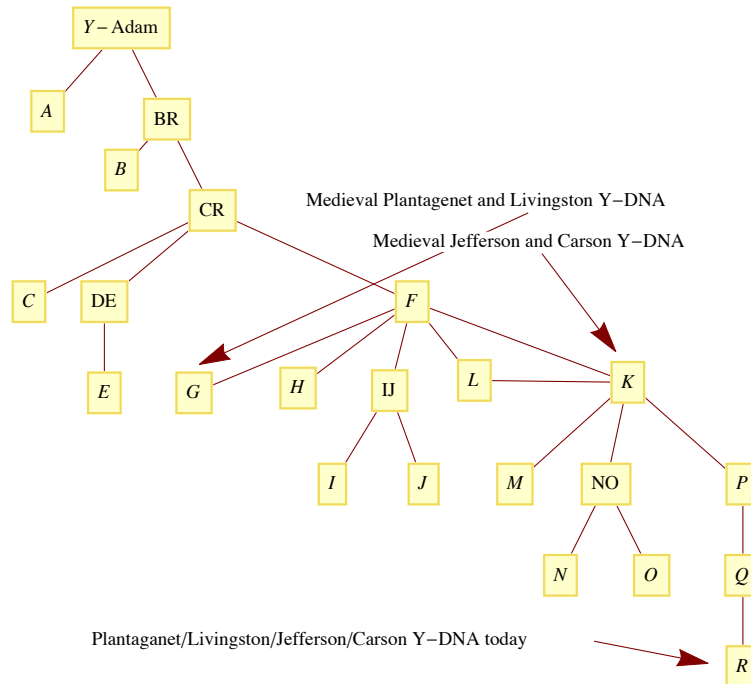 Y – Adam
A
BR
B
CR
Medieval Plantagenet and Livingston Y–DNA
Medieval Jefferson and Carson Y–DNA
C
DE
F
E
G
H
IJ
L
K
I
J
M
NO
P
N
O
Q
Plantaganet/Livingston/Jefferson/Carson Y–DNA today
R